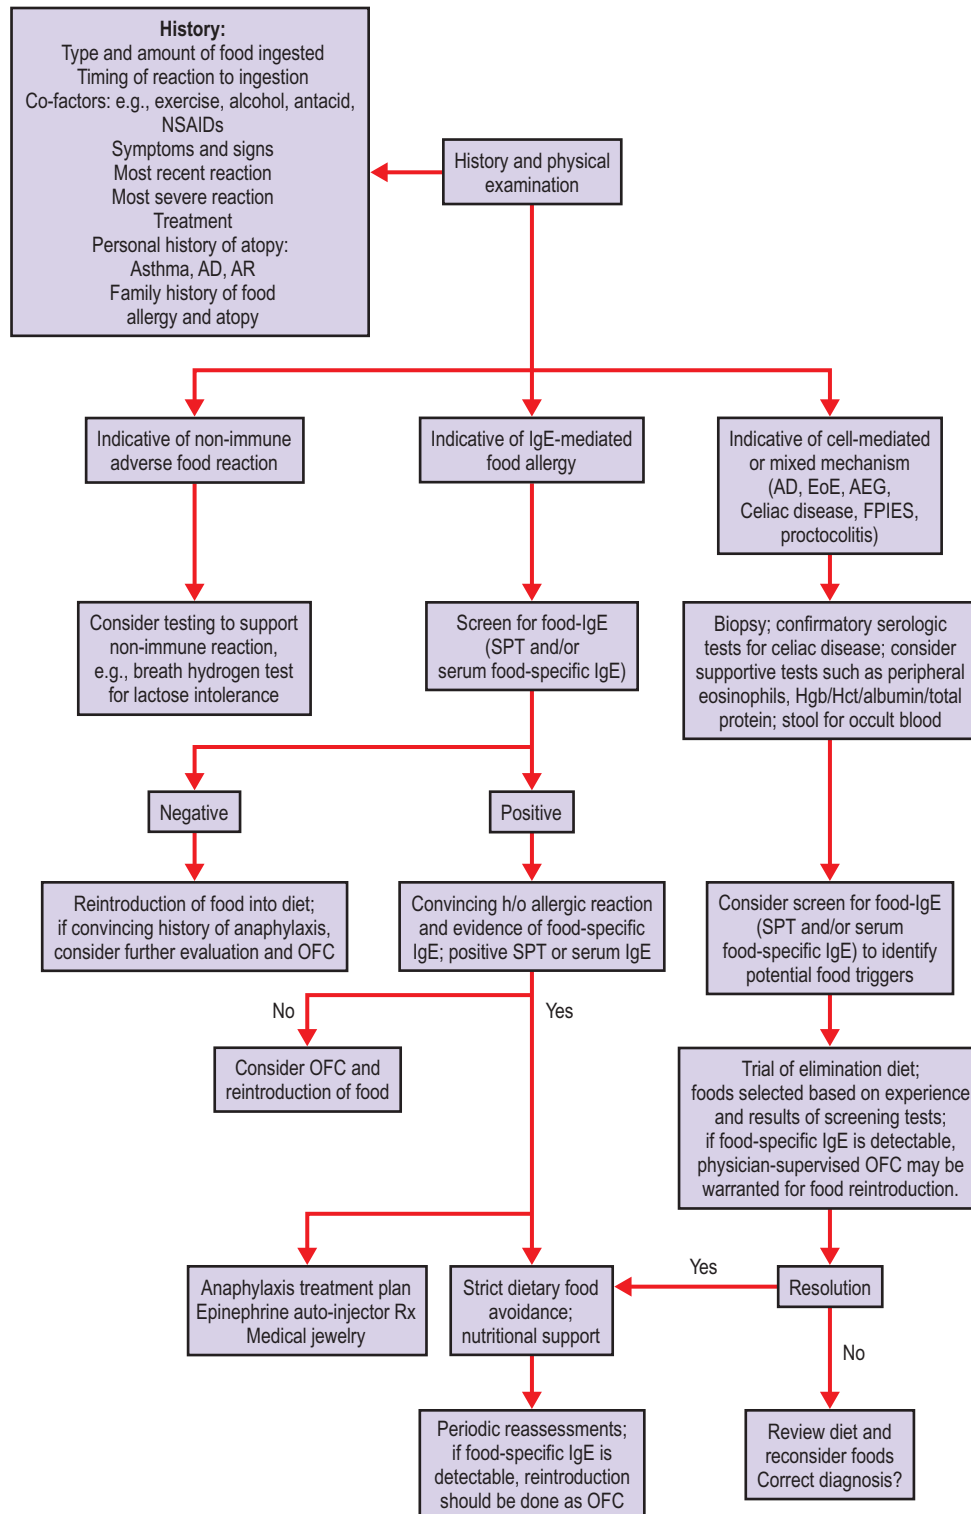 History:
Type and amount of food ingested
Timing of reaction to ingestion
Co-factors: e.g., exercise, alcohol, antacid,
NSAIDs
Symptoms and signs
Most recent reaction
Most severe reaction
Treatment
Personal history of atopy:
Asthma, AD, AR
Family history of food
allergy and atopy
History and physical
examination
Indicative of non-immune
adverse food reaction
Indicative of IgE-mediated
food allergy
Indicative of cell-mediated
or mixed mechanism
(AD, EoE, AEG,
Celiac disease, FPIES,
proctocolitis)
Consider testing to support
non-immune reaction,
e.g., breath hydrogen test
for lactose intolerance
Screen for food-IgE
(SPT and/or
serum food-specific IgE)
Biopsy; confirmatory serologic
tests for celiac disease; consider
supportive tests such as peripheral
eosinophils, Hgb/Hct/albumin/total
protein; stool for occult blood
Negative
Positive
Reintroduction of food into diet;
if convincing history of anaphylaxis,
consider further evaluation and OFC
Convincing h/o allergic reaction
and evidence of food-specific
IgE; positive SPT or serum IgE
Consider screen for food-IgE
(SPT and/or serum
food-specific IgE) to identify
potential food triggers
No
Yes
Consider OFC and
reintroduction of food
Trial of elimination diet;
foods selected based on experience
and results of screening tests;
if food-specific IgE is detectable,
physician-supervised OFC may be
warranted for food reintroduction.
Anaphylaxis treatment plan
Epinephrine auto-injector Rx
Medical jewelry
Strict dietary food
avoidance;
nutritional support
Yes
Resolution
No
Periodic reassessments;
if food-specific IgE is
detectable, reintroduction
should be done as OFC
Review diet and
reconsider foods
Correct diagnosis?